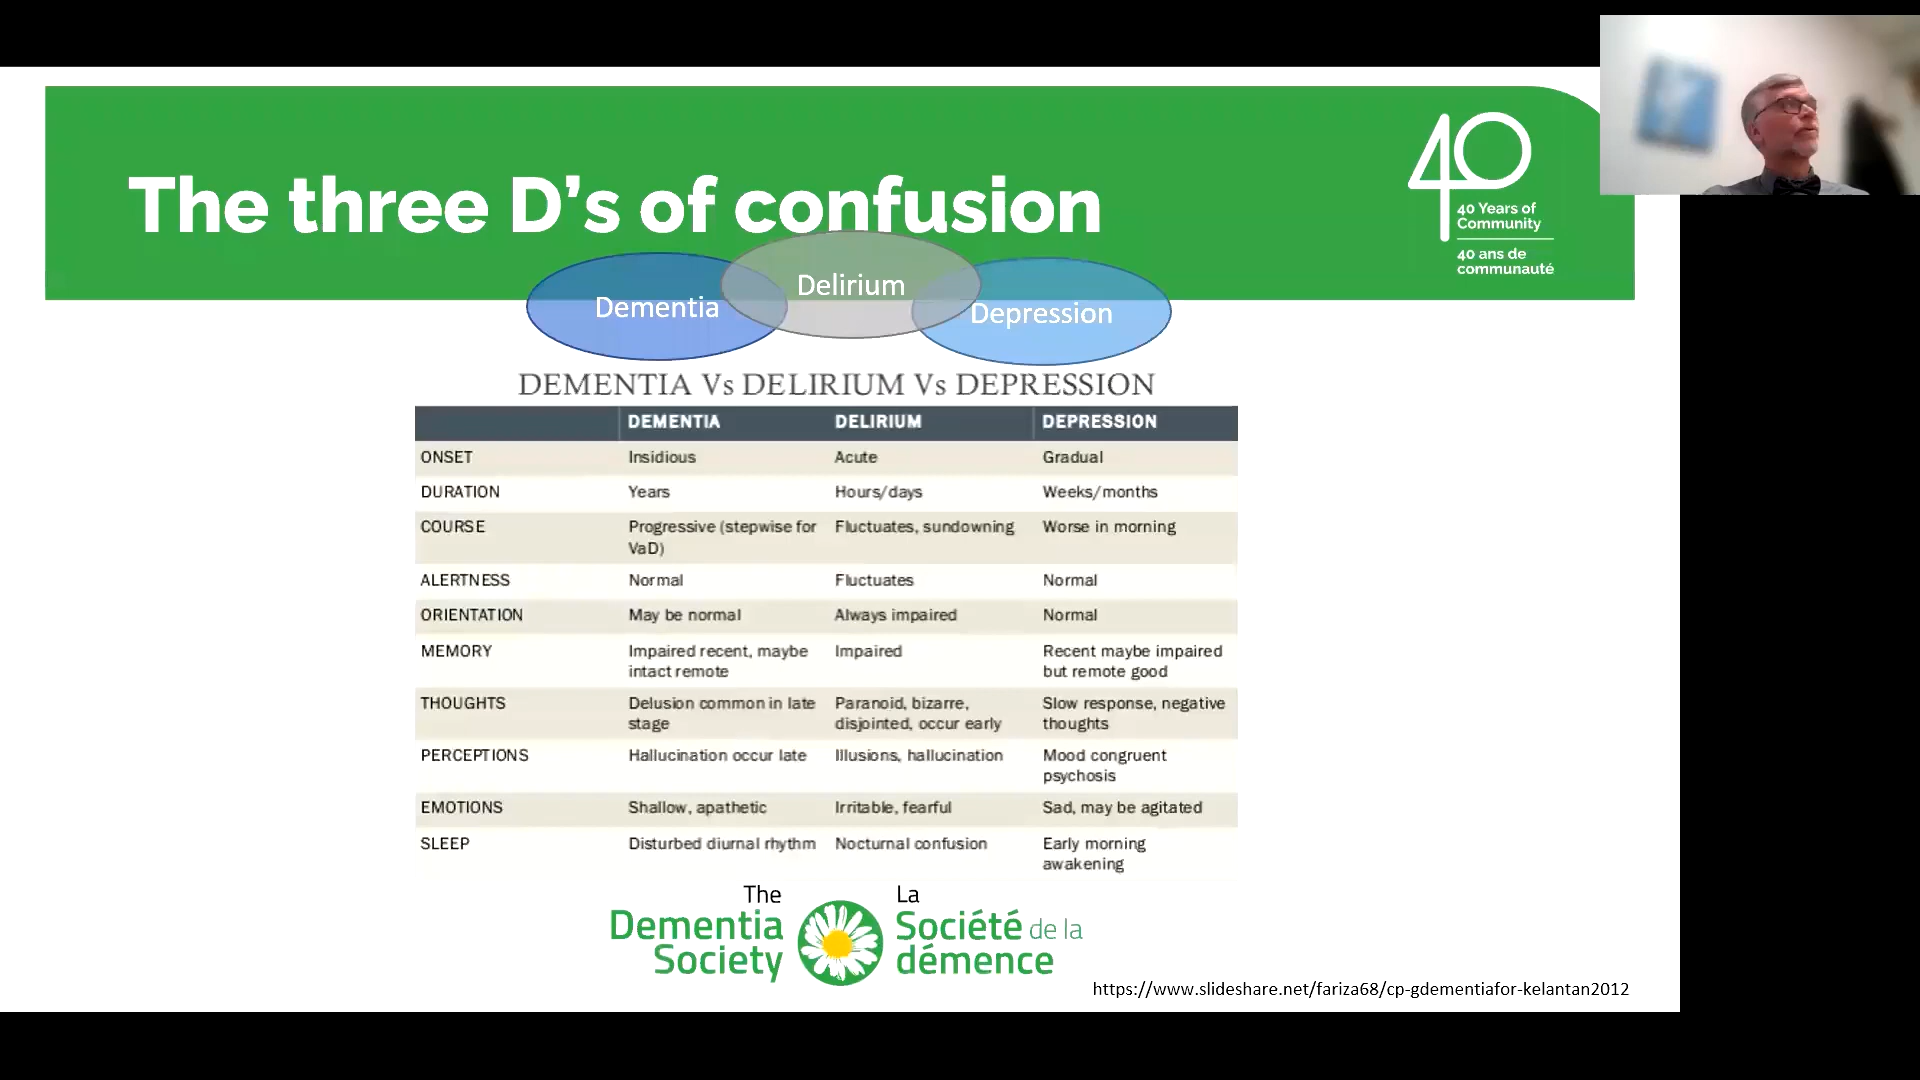 The three D's of confusion
40
40 Years of
Community
40 ans de
communauté
Dementia
Delirium
Depression
DEMENTIA Vs DELIRIUM Vs DEPRESSION
DEMENTIA DELIRIUM DEPRESSION
ONSET Insidious Acute Gradual
DURATION Years Hours/days Weeks/months
COURSE Progressive (stepwise for Fluctuates, sundowning Worse in morning
VaD)
ALERTNESS Normal Fluctuates Normal
ORIENTATION May be normal Always impaired Normal
MEMORY Impaired recent, maybe Impaired Recent maybe impaired
intact remote but remote good
THOUGHTS Delusion common in late Paranoid, bizarre, Slow response, negative
stage disjointed, occur early thoughts
PERCEPTIONS Hallucination occur late Illusions, hallucination Mood congruent
psychosis
EMOTIONS Shallow, apathetic Irritable, fearful Sad, may be agitated
SLEEP Disturbed diurnal rhythm Nocturnal confusion Early morning
awakening
The
Dementia
Society
La
Société de la
démence
https://www.slideshare.net/fariza68/cp-gdementiafor-kelantan2012